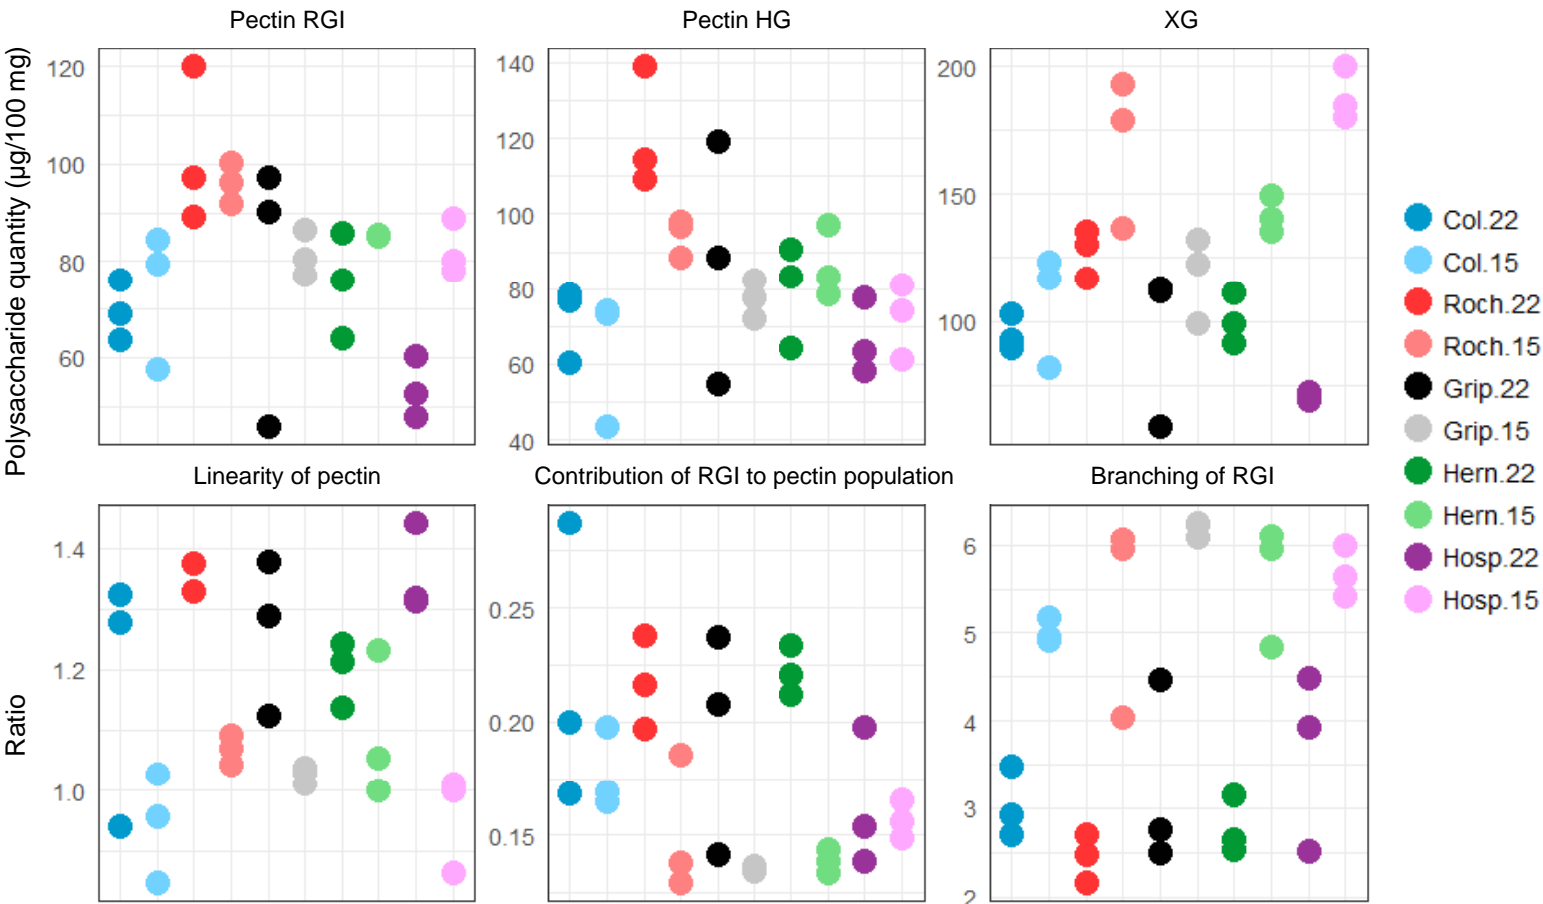 Pectin RGI Pectin HG XG
Polysaccharide quantity (µg/100 mg)
120
100
80
60
140
120
100
80
60
40
200
150
100
Linearity of pectin Contribution of RGI to pectin population Branching of RGI
Ratio
1.4
1.2
1.0
0.25
0.20
0.15
6
5
4
3
2
Col.22
Col.15
Roch.22
Roch.15
Grip.22
Grip.15
Hern.22
Hern.15
Hosp.22
Hosp.15